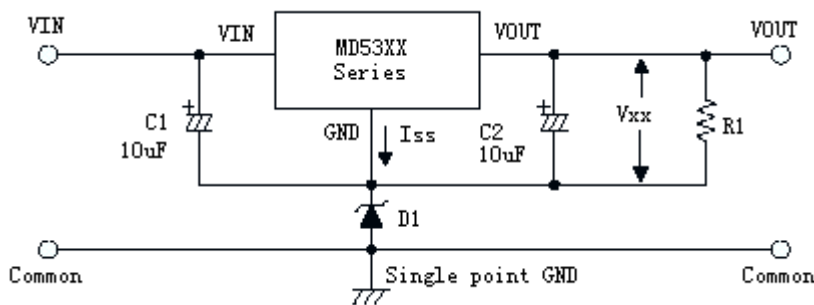 VIN
VIN
MD53XX
Series
VOUT
VOUT
C1
10uF
GND
Iss
C2
10uF
Vxx
R1
D1
Common
Single point GND
Common